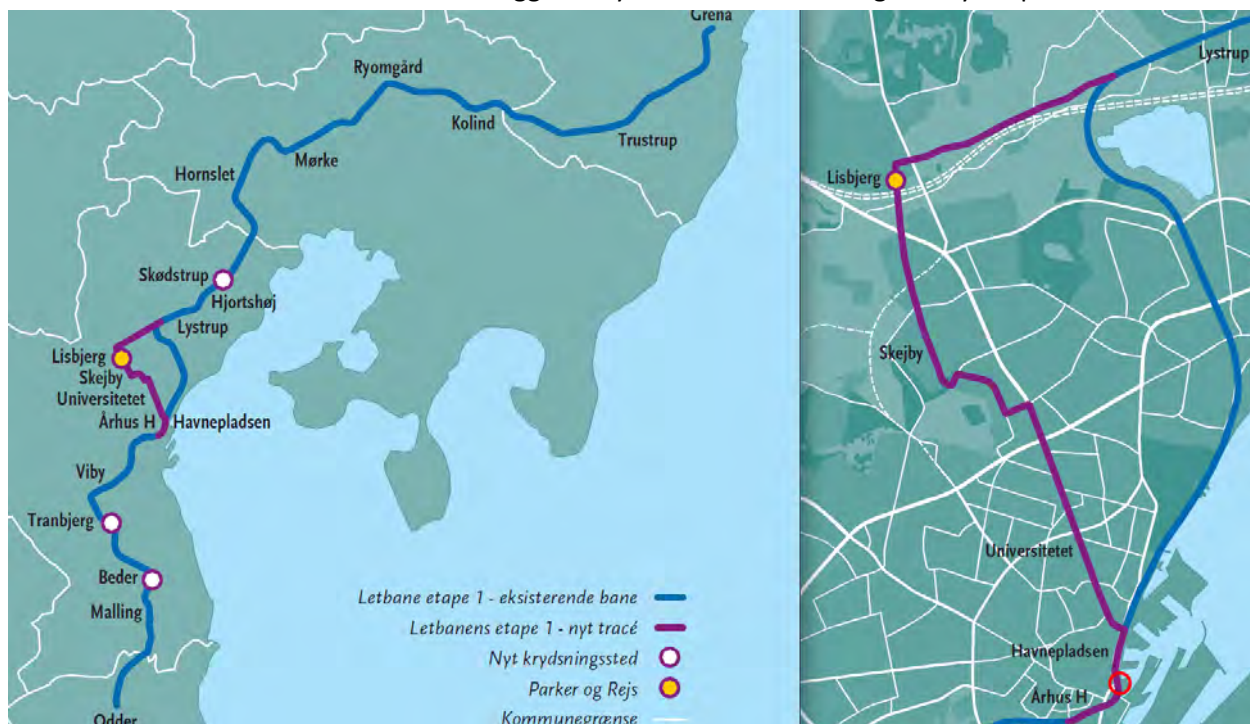 Grena
Ryomgård
Kolind
Trustrup
Mørke
Hornslet
Skødstrup
Hjortshøj
Lystrup
Lisbjerg
Skejby
Universitetet
Århus H
Havnepladsen
Viby
Tranbjerg
Beder
Malling
Odder
Letbane etape 1 - eksisterende bane
Letbanens etape 1 - nyt tracé
Nyt krydsningssted
Parker og Rejs
Kommunegrænse
Lystrup
Lisbjerg
Skejby
Universitetet
Havnepladsen
Århus H